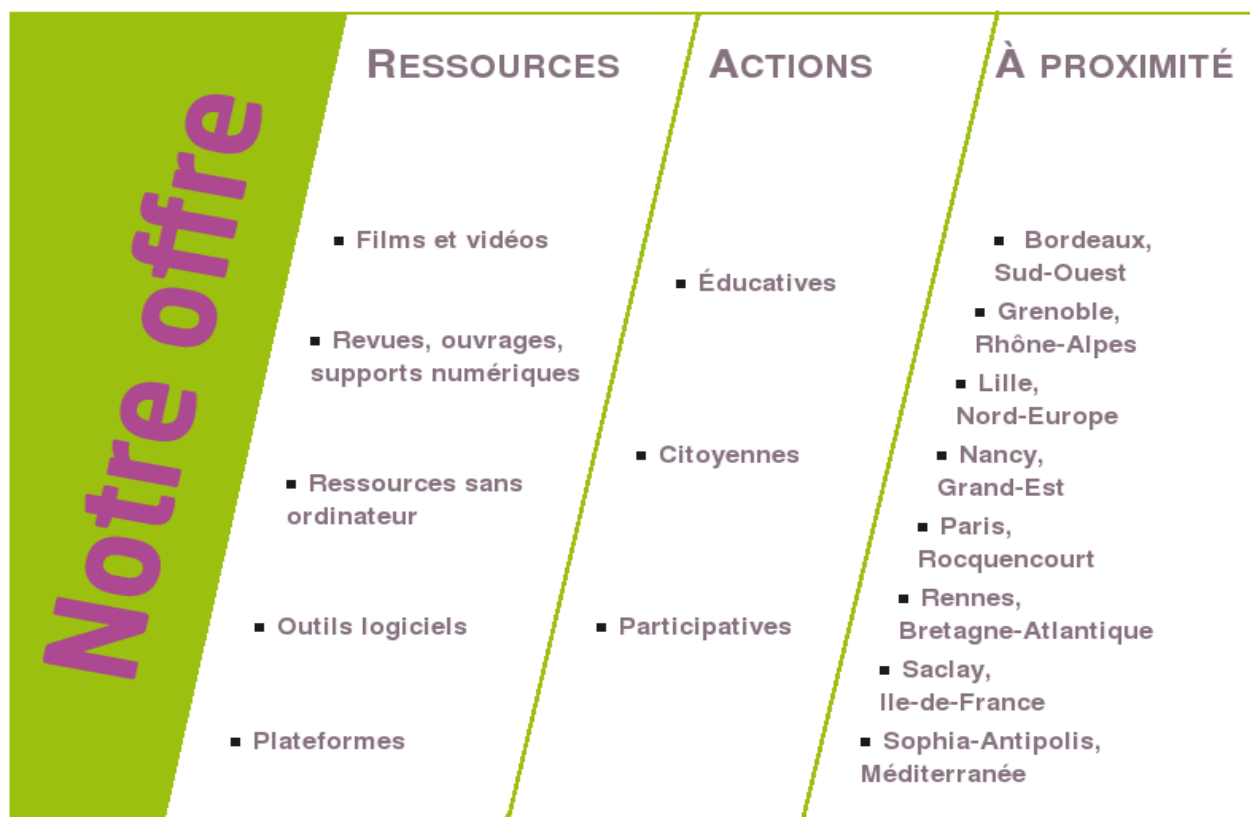 Notre offre
RESSOURCES
▪ Films et vidéos
▪ Revues, ouvrages,
supports numériques
▪ Ressources sans
ordinateur
▪ Outils logiciels
▪ Plateformes
ACTIONS
▪ Éducatives
▪ Citoyennes
▪ Participatives
À PROXIMITÉ
▪ Bordeaux,
Sud-Ouest
▪ Grenoble,
Rhône-Alpes
▪ Lille,
Nord-Europe
▪ Nancy,
Grand-Est
▪ Paris,
Rocquencourt
▪ Rennes,
Bretagne-Atlantique
▪ Saclay,
Ile-de-France
▪ Sophia-Antipolis,
Méditerranée